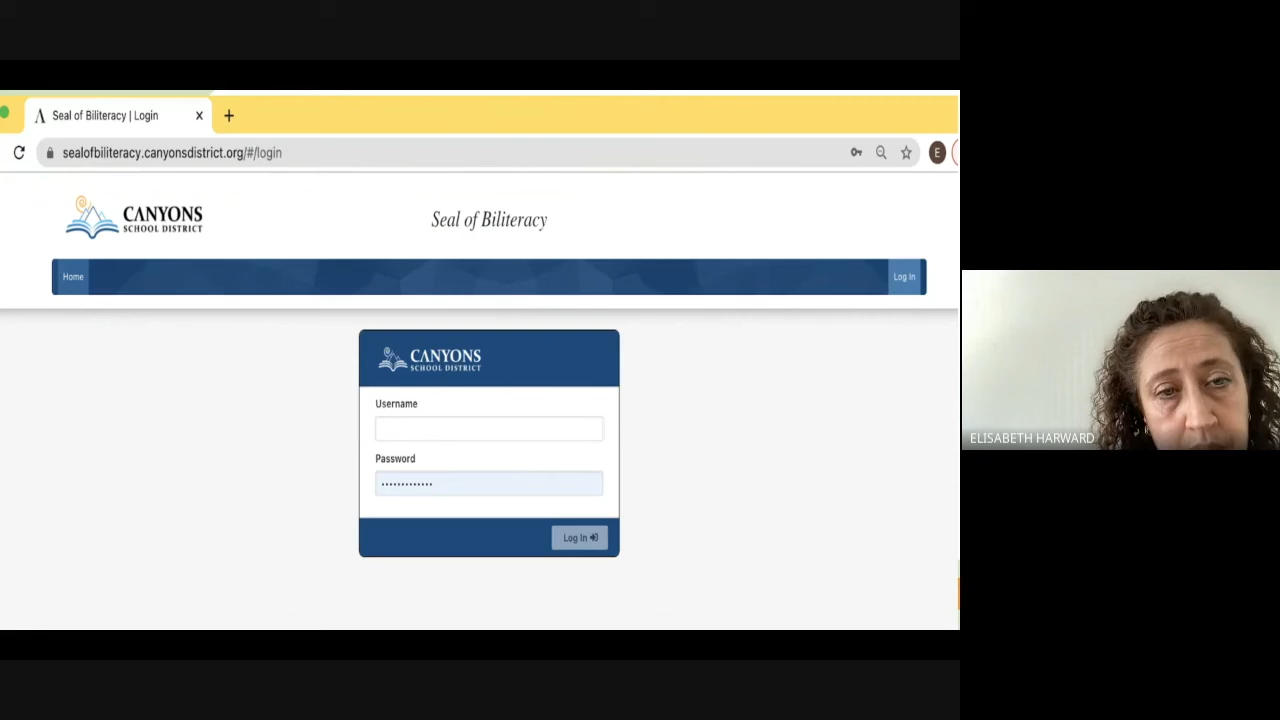 Seal of Biliteracy | Login
sealofbiliteracy.canyonsdistrict.org/#/login
E
CANYONS
SCHOOL DISTRICT
Seal of Biliteracy
Home
Log In
CANYONS
SCHOOL DISTRICT
Username
Password
Log In
ELISABETH HARWARD